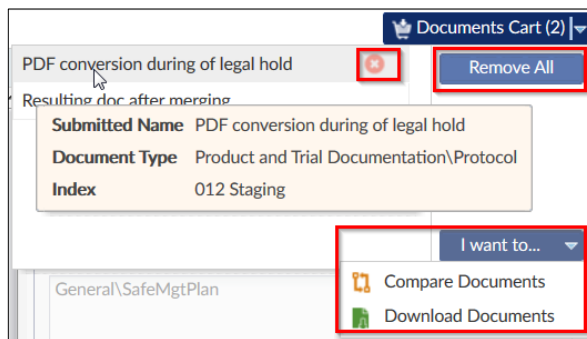 Documents Cart (2)
PDF conversion during of legal hold
Remove All
Resulting doc after merging
Submitted Name PDF conversion during of legal hold
Document Type Product and Trial Documentation\Protocol
Index 012 Staging
I want to...
Compare Documents
General\SafeMgtPlan
Download Documents